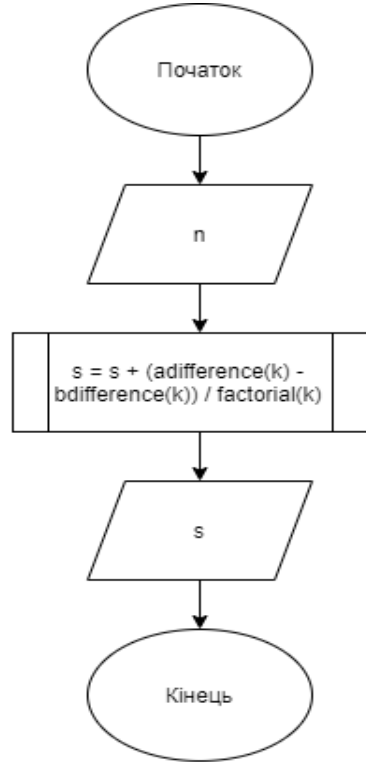 Початок
n
s = s + (adifference(k) -
bdifference(k)) / factorial(k)
s
Кінець